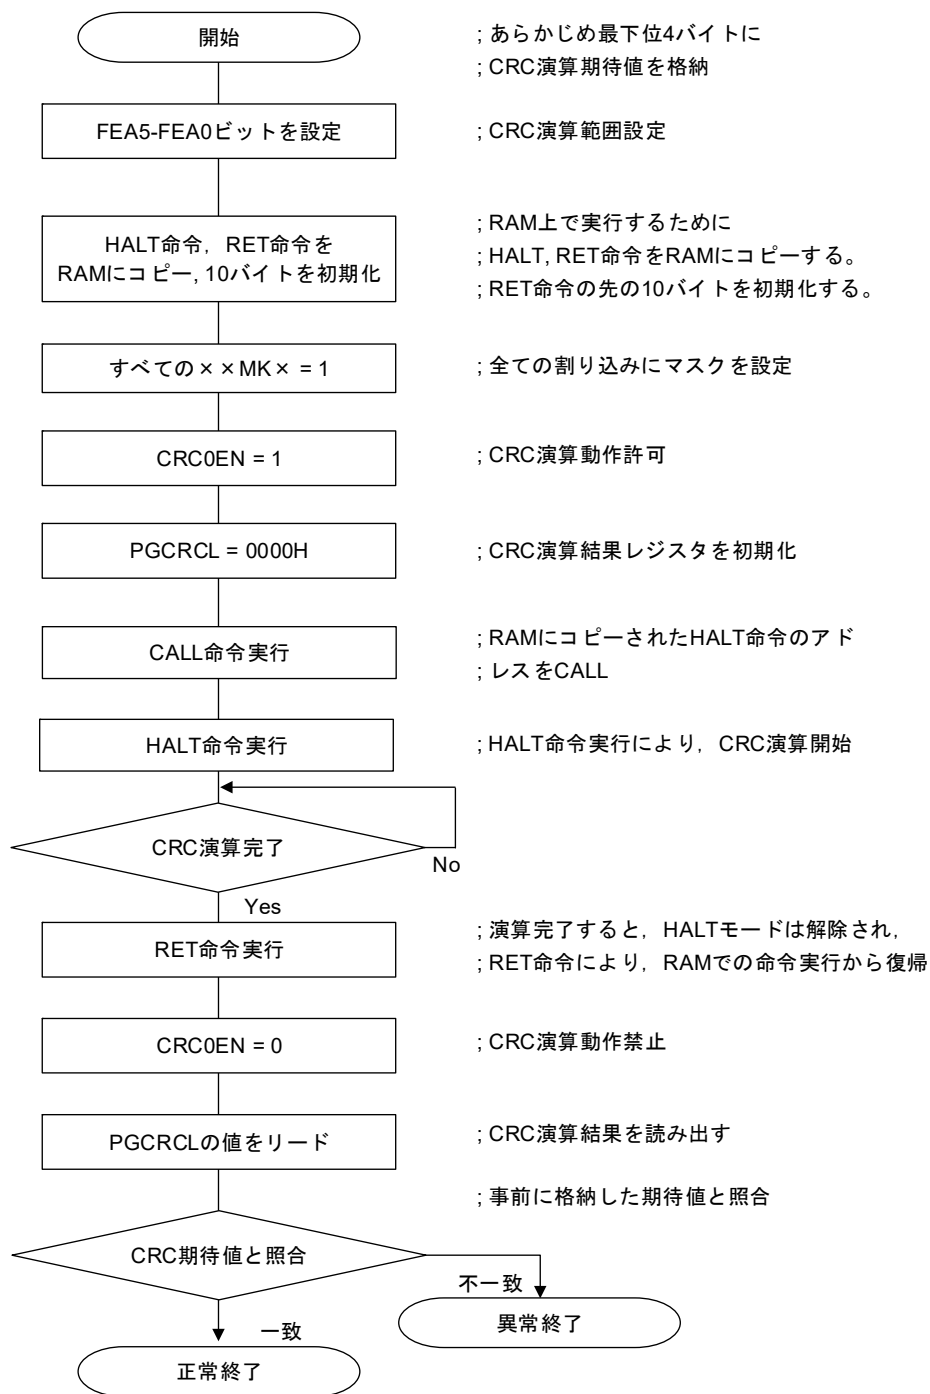 開始
; あらかじめ最下位4バイトに
; CRC演算期待値を格納
FEA5-FEA0ビットを設定
; CRC演算範囲設定
HALT命令，RET命令を
RAMにコピー, 10バイトを初期化
; RAM上で実行するために
; HALT, RET命令をRAMにコピーする。
; RET命令の先の10バイトを初期化する。
すべての××MK× = 1
; 全ての割り込みにマスクを設定
CRC0EN = 1
; CRC演算動作許可
PGCRCL = 0000H
; CRC演算結果レジスタを初期化
CALL命令実行
; RAMにコピーされたHALT命令のアド
; レスをCALL
HALT命令実行
; HALT命令実行により，CRC演算開始
CRC演算完了
No
Yes
RET命令実行
; 演算完了すると，HALTモードは解除され，
; RET命令により，RAMでの命令実行から復帰
CRC0EN = 0
; CRC演算動作禁止
PGCRCLの値をリード
; CRC演算結果を読み出す
; 事前に格納した期待値と照合
CRC期待値と照合
不一致
異常終了
一致
正常終了